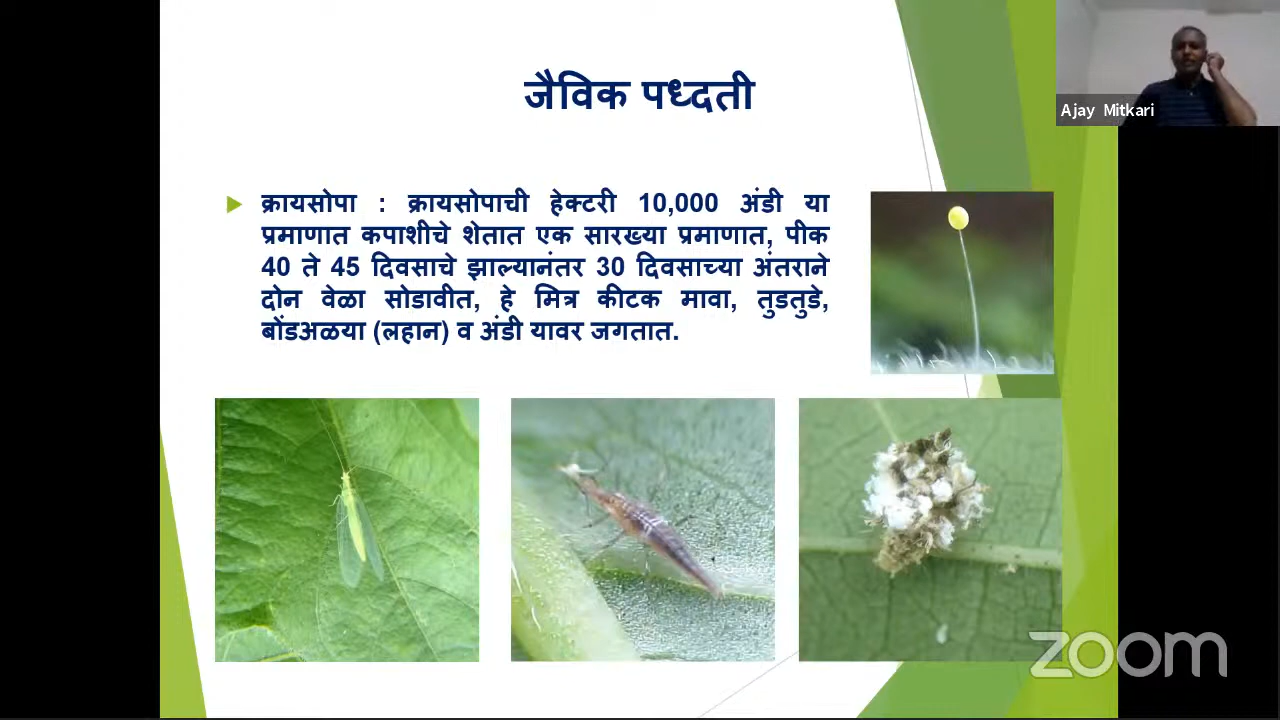 जैविक पध्दती
Ajay Mitkari
क्रायसोपा : क्रायसोपाची हेक्टरी 10,000 अंडी या
प्रमाणात कपाशीचे शेतात एक सारख्या प्रमाणात, पीक
40 ते 45 दिवसाचे झाल्यानंतर 30 दिवसाच्या अंतराने
दोन वेळा सोडावीत, हे मित्र कीटक मावा, तुडतुडे,
बोंडअळया (लहान) व अंडी यावर जगतात.
zoom